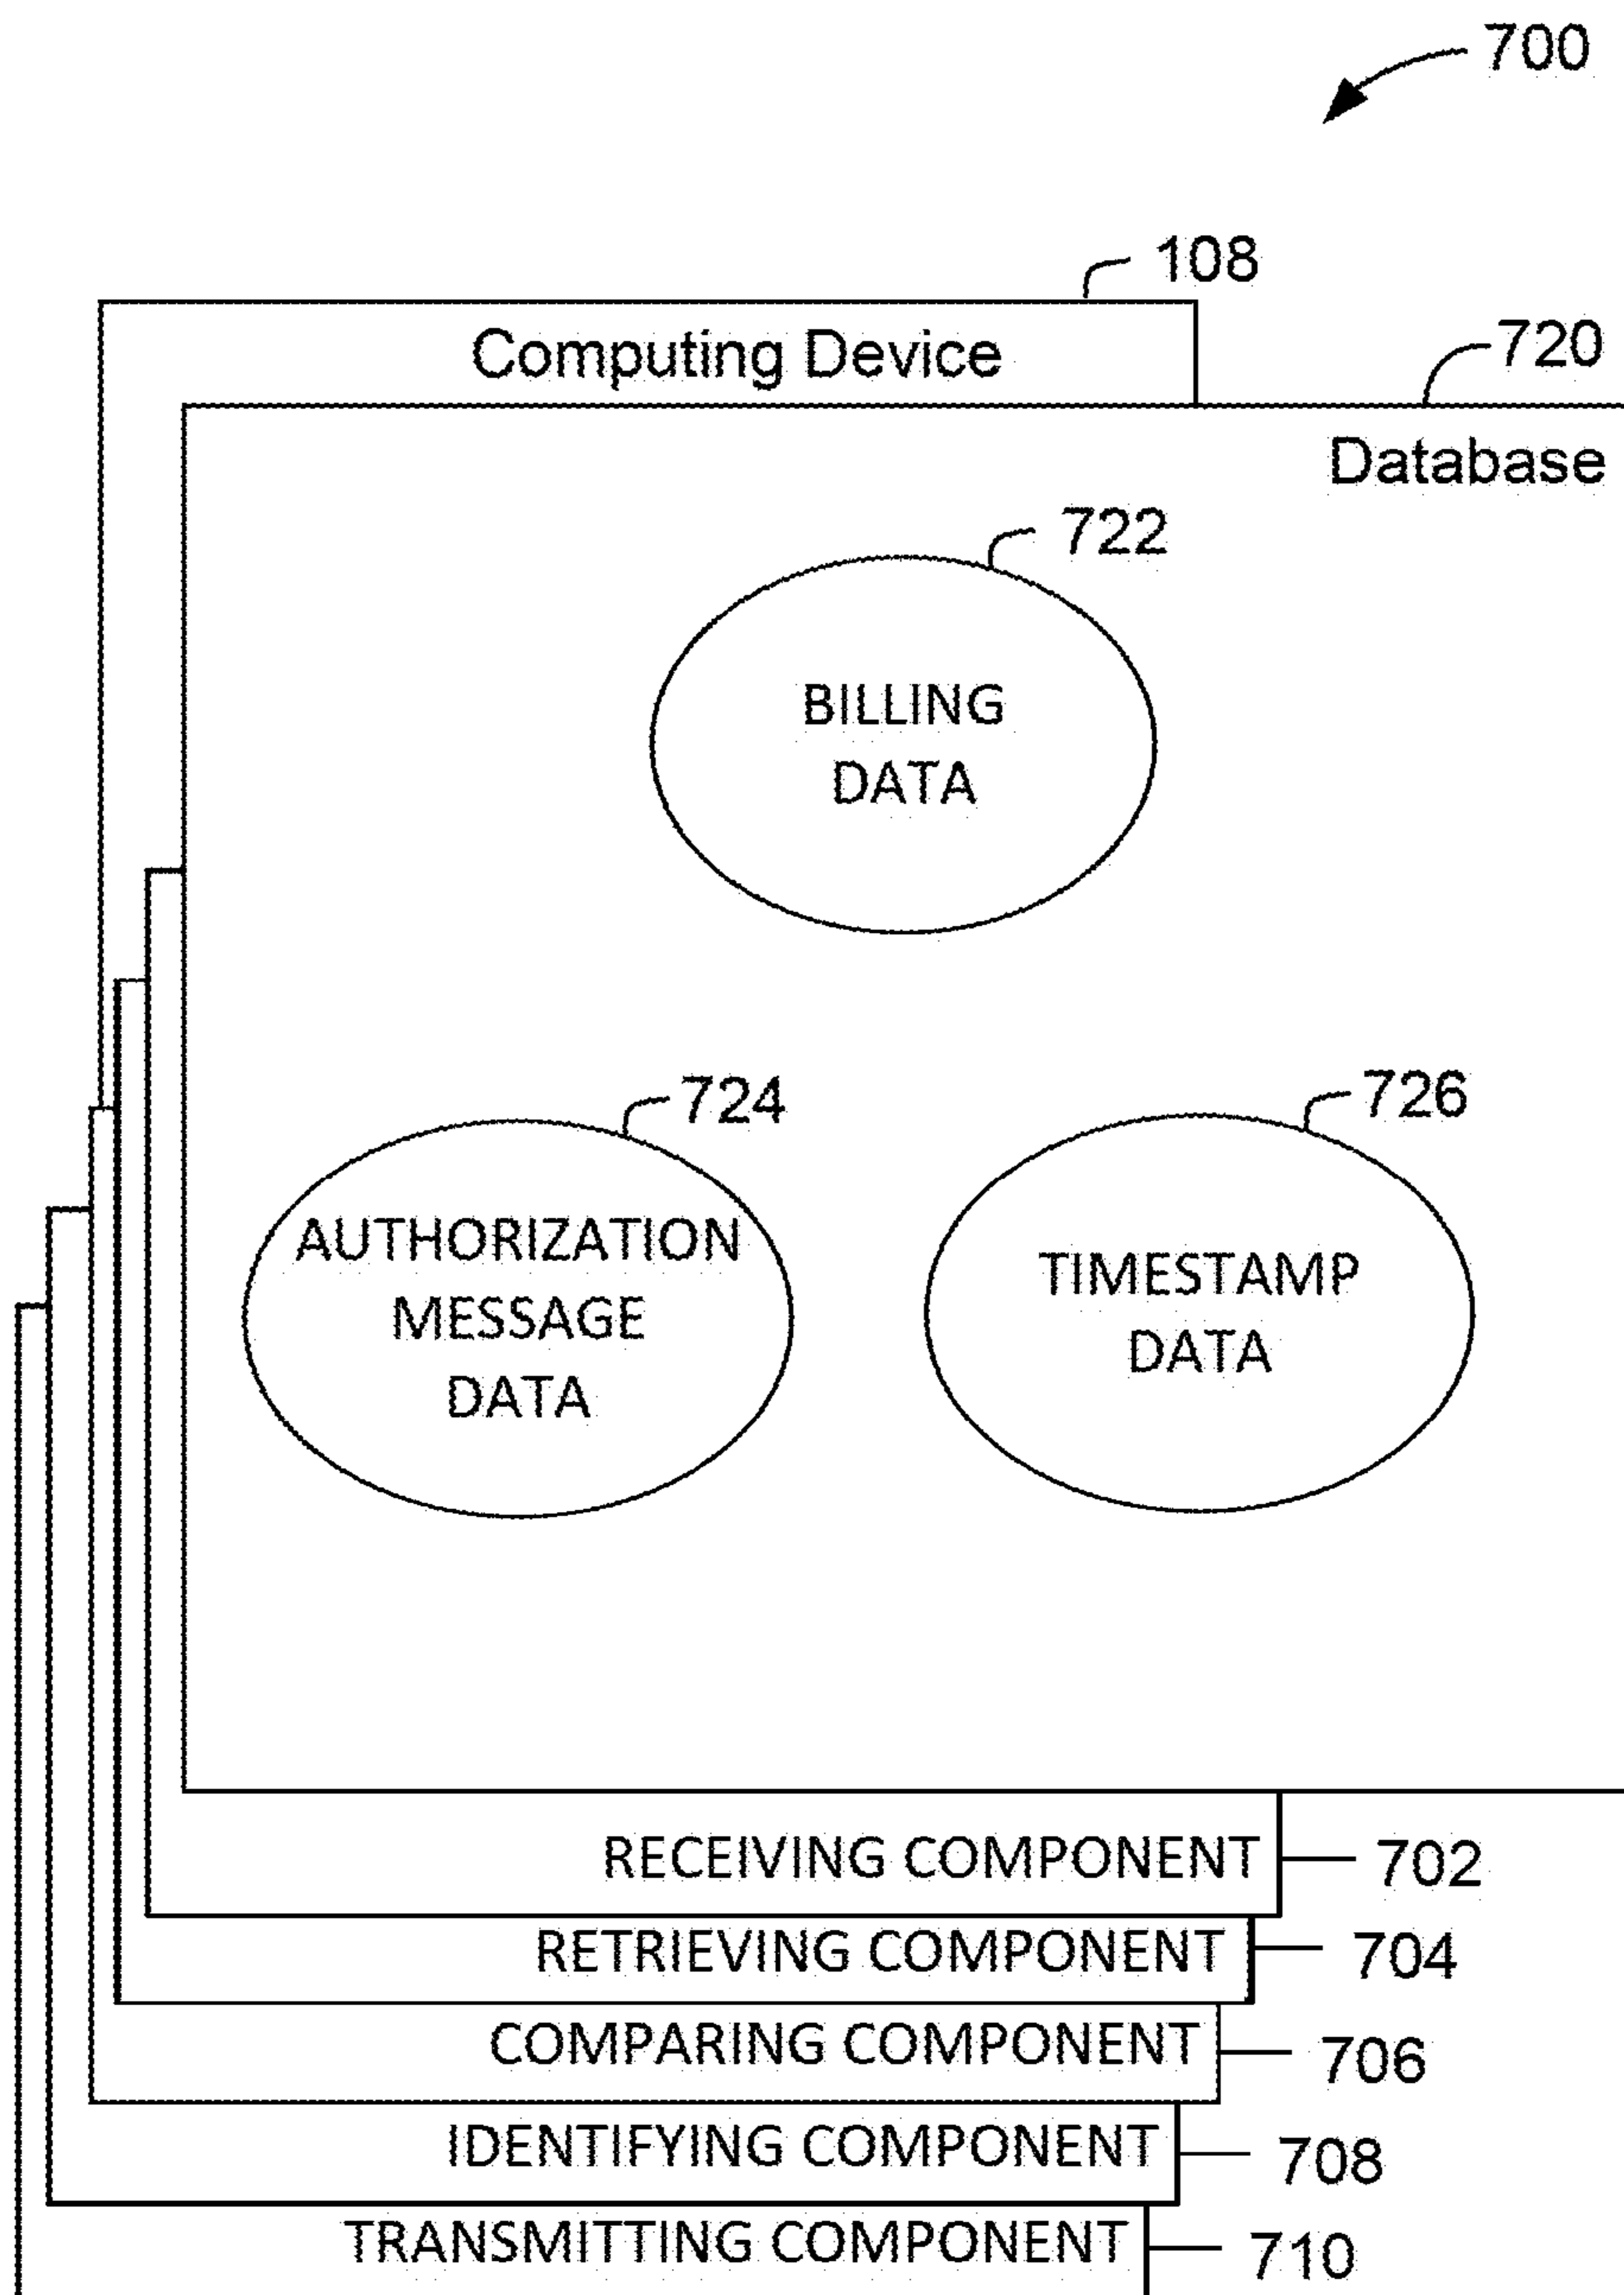 700
108
Computing Device
720
Database
722
BILLING
DATA
724
726
AUTHORIZATION
MESSAGE
DATA
TIMESTAMP
DATA
RECEIVING COMPONENT
702
RETRIEVING COMPONENT
704
COMPARING COMPONENT
706
IDENTIFYING COMPONENT
708
TRANSMITTING COMPONENT
710